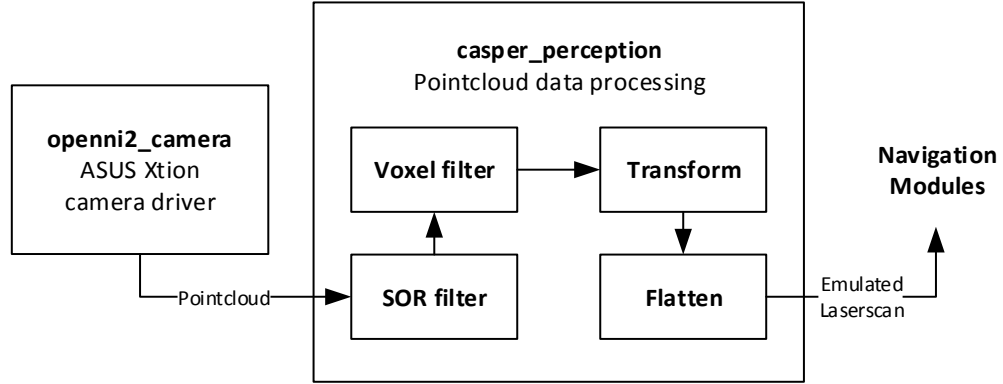 casper_perception
Pointcloud data processing
openni2_camera
ASUS Xtion
camera driver
Voxel filter
Transform
Navigation
Modules
Pointcloud
SOR filter
Flatten
Emulated
Laserscan